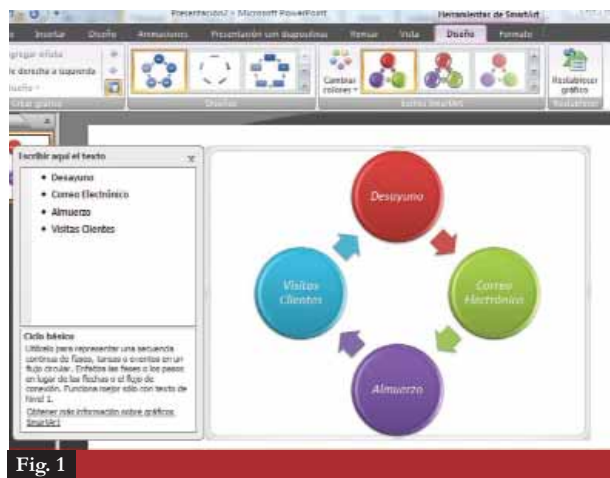 Presentación2 - Microsoft PowerPoint
Herramientas de SmartArt
Insertar Diseño Animaciones Presentación con diapositivas Revisar Vista Diseño Formato
Agregar viñeta
de derecha a izquierda
Diseño
Crear gráfico
Diseños
Cambiar
colores
Estilos SmartArt
Restablecer
gráfico
Restablecer
Escribir aquí el texto
Desayuno
Correo Electrónico
Almuerzo
Visitas Clientes
Ciclo básico
Utilícelo para representar una secuencia
continua de fases, tareas o eventos en un
flujo circular. Enfatiza las fases o los pasos
en lugar de las flechas o el flujo de
conexión. Funciona mejor sólo con texto de
Nivel 1.
Obtener más información sobre gráficos
SmartArt
Desayuno
Correo
Electrónico
Almuerzo
Visitas
Clientes
Fig. 1